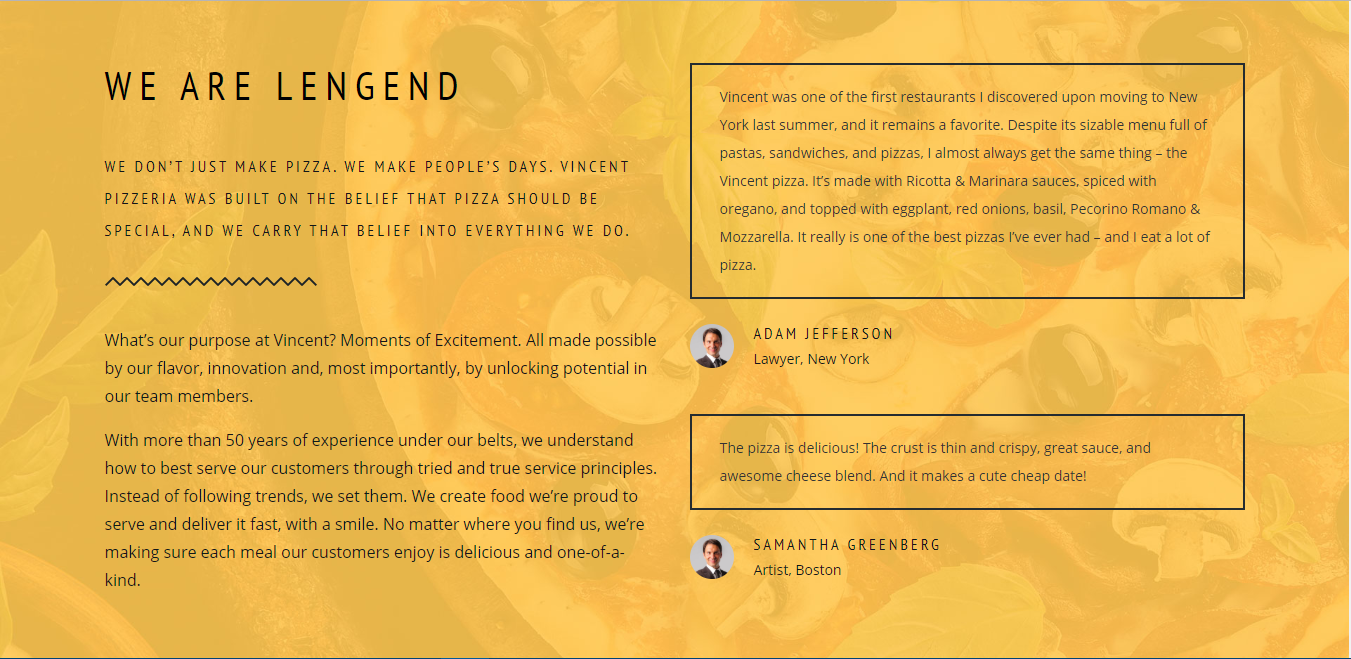 WE ARE LENGEND
WE DON’T JUST MAKE PIZZA. WE MAKE PEOPLE’S DAYS. VINCENT
PIZZERIA WAS BUILT ON THE BELIEF THAT PIZZA SHOULD BE
SPECIAL, AND WE CARRY THAT BELIEF INTO EVERYTHING WE DO.
What’s our purpose at Vincent? Moments of Excitement. All made possible
by our flavor, innovation and, most importantly, by unlocking potential in
our team members.
With more than 50 years of experience under our belts, we understand
how to best serve our customers through tried and true service principles.
Instead of following trends, we set them. We create food we’re proud to
serve and deliver it fast, with a smile. No matter where you find us, we’re
making sure each meal our customers enjoy is delicious and one-of-a-
kind.
Vincent was one of the first restaurants I discovered upon moving to New
York last summer, and it remains a favorite. Despite its sizable menu full of
pastas, sandwiches, and pizzas, I almost always get the same thing – the
Vincent pizza. It’s made with Ricotta & Marinara sauces, spiced with
oregano, and topped with eggplant, red onions, basil, Pecorino Romano &
Mozzarella. It really is one of the best pizzas I’ve ever had – and I eat a lot of
pizza.
ADAM JEFFERSON
Lawyer, New York
The pizza is delicious! The crust is thin and crispy, great sauce, and
awesome cheese blend. And it makes a cute cheap date!
SAMANTHA GREENBERG
Artist, Boston